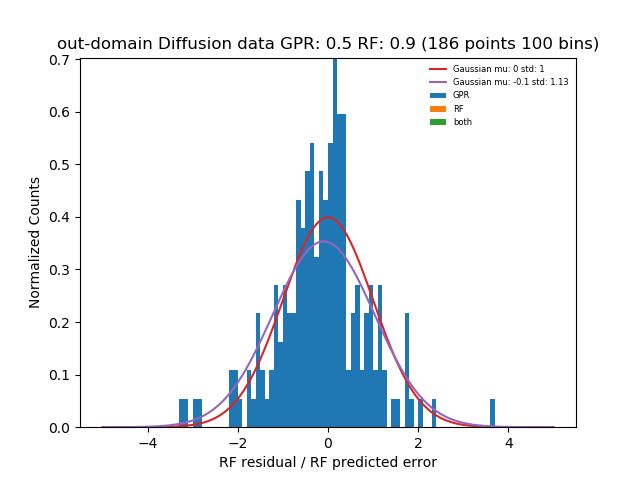 out-domain Diffusion data GPR: 0.5 RF: 0.9 (186 points 100 bins)
Gaussian mu: 0 std: 1
Gaussian mu: -0.1 std: 1.13
GPR
RF
both
0.7
0.6
0.5
0.4
0.3
0.2
0.1
0.0
Normalized Counts
−4
−2
0
2
4
RF residual / RF predicted error